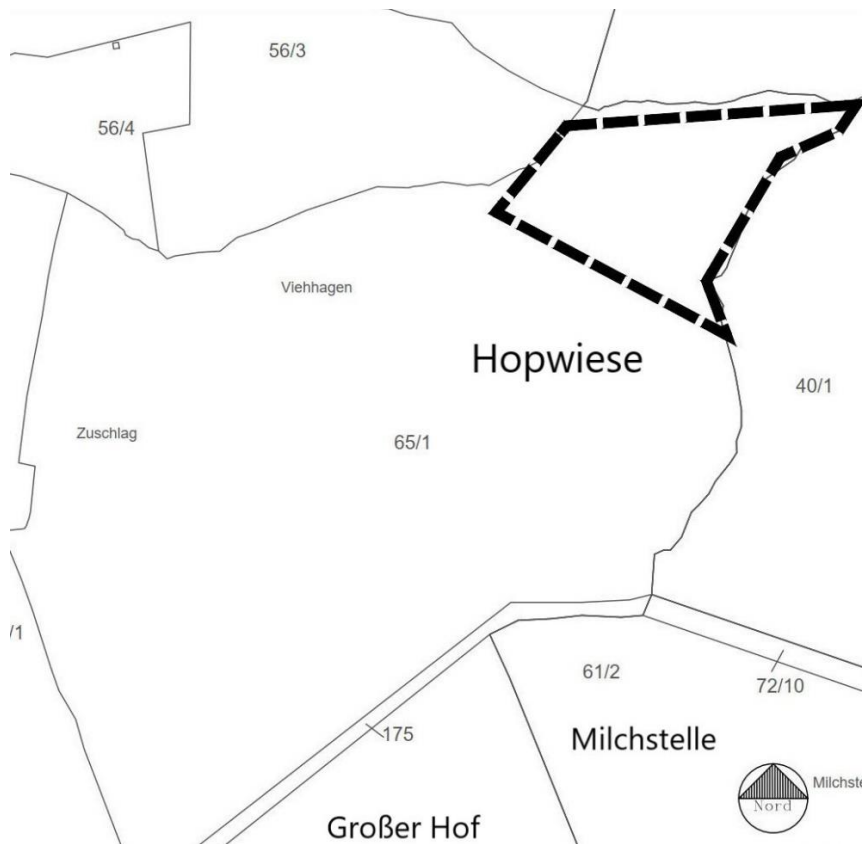 56/3
56/4
Viehhagen
Hopwiese
40/1
Zuschlag
65/1
/1
61/2
72/10
175
Milchstelle
Milchste
Nord
Großer Hof